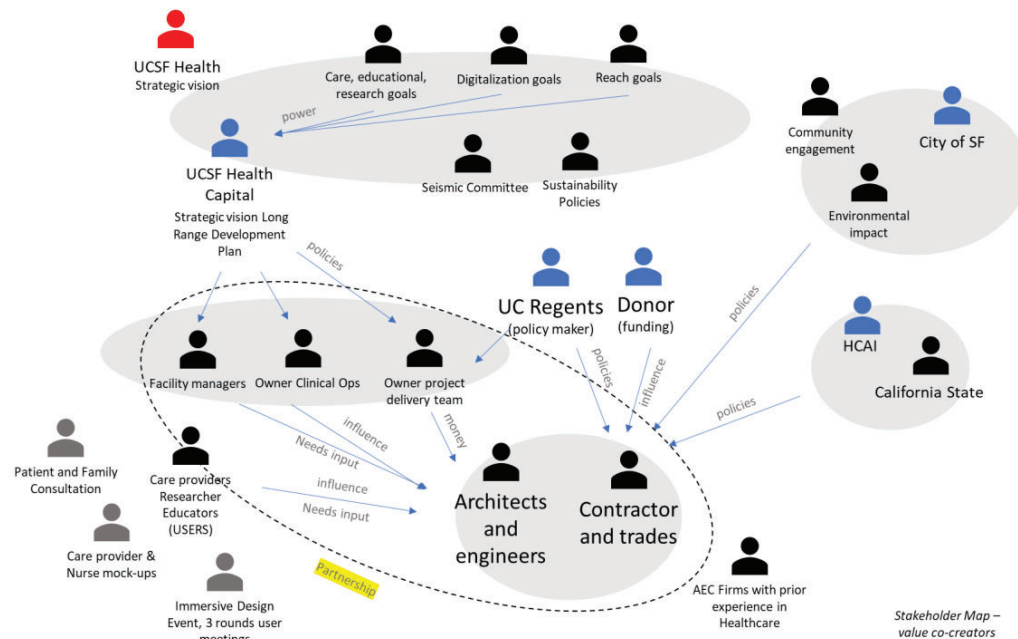 UCSF Health
Strategic vision
Care, educational,
research goals
Digitalization goals
Reach goals
power
UCSF Health
Capital
Strategic vision Long
Range Development
Plan
Seismic Committee
Sustainability
Policies
Community
engagement
City of SF
Environmental
impact
policies
UC Regents
(policy maker)
Donor
(funding)
policies
HCAI
California State
Facility managers
Owner Clinical Ops
Owner project
delivery team
policies
influence
policies
influence
Needs input
money
Patient and Family
Consultation
Care providers
Researcher
Educators
(USERS)
influence
Needs input
Architects
and
engineers
Contractor
and trades
Care provider &
Nurse mock-ups
Partnership
Immersive Design
Event, 3 rounds user
meetings
AEC Firms with prior
experience in
Healthcare
Stakeholder Map –
value co-creators